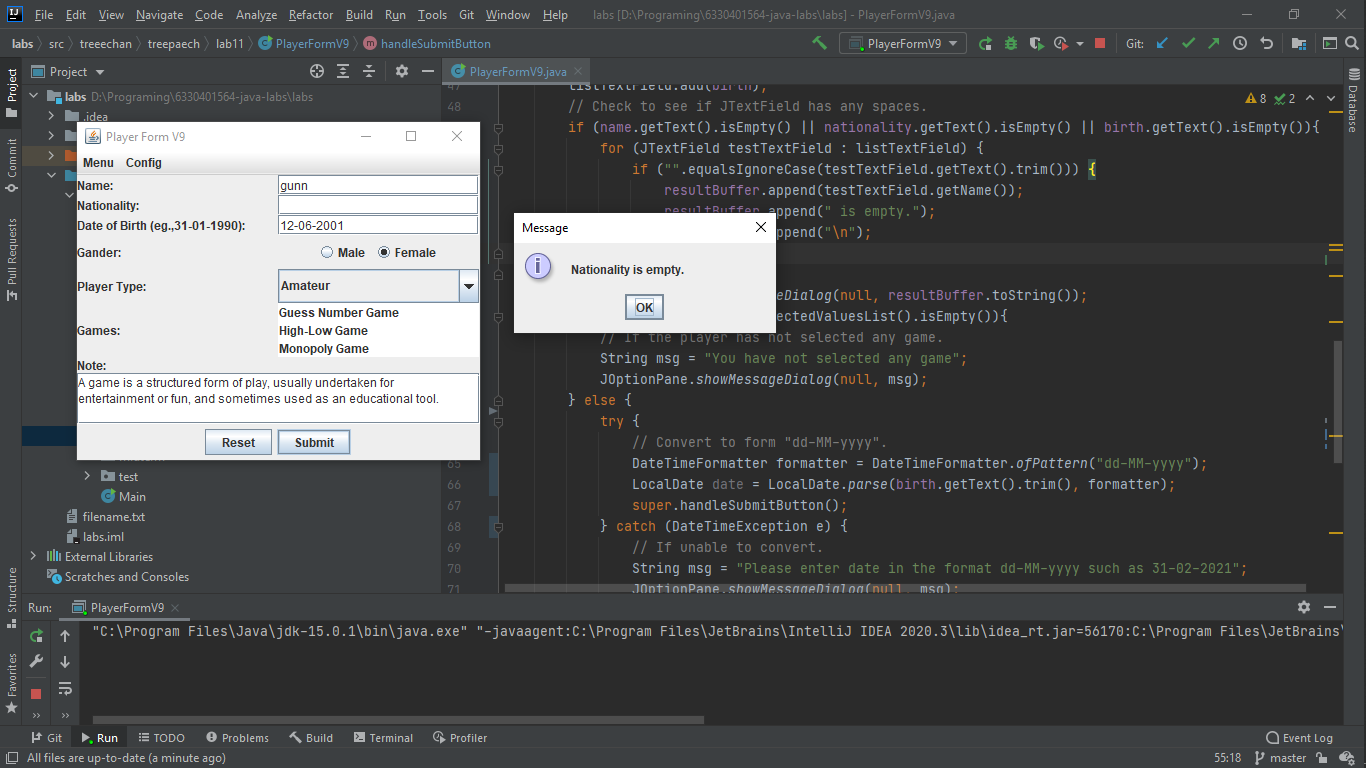 File Edit View Navigate Code Analyze Refactor Build Run Tools Git Window Help labs [D:\Programing\6330401564-java-labs\labs] - PlayerFormV9.java
labs src treeechan treepaech lab11 PlayerFormV9 handleSubmitButton PlayerFormV9 Git:
Project
PlayerFormV9.java
labs D:\Programing\6330401564-java-labs\labs
.idea
Player Form V9
Menu Config
Name: gunn
Nationality:
Date of Birth (eg.,31-01-1990): 12-06-2001
Gander: Male Female
Player Type: Amateur
Games:
Guess Number Game
High-Low Game
Monopoly Game
Note:
A game is a structured form of play, usually undertaken for
entertainment or fun, and sometimes used as an educational tool.
Reset Submit
test
Main
filename.txt
labs.iml
External Libraries
Scratches and Consoles
Message
Nationality is empty.
OK
47 listTextField.add(birth);
48 // Check to see if JTextField has any spaces.
if (name.getText().isEmpty() || nationality.getText().isEmpty() || birth.getText().isEmpty()){
for (JTextField testTextField : listTextField) {
if ("".equalsIgnoreCase(testTextField.getText().trim())) {
resultBuffer.append(testTextField.getName());
resultBuffer.append(" is empty.");
pend("\n");
geDialog(null, resultBuffer.toString());
ectedValuesList().isEmpty()){
// If the player has not selected any game.
String msg = "You have not selected any game";
JOptionPane.showMessageDialog(null, msg);
} else {
try {
// Convert to form "dd-MM-yyyy".
65 DateTimeFormatter formatter = DateTimeFormatter.ofPattern("dd-MM-yyyy");
66 LocalDate date = LocalDate.parse(birth.getText().trim(), formatter);
67 super.handleSubmitButton();
68 } catch (DateTimeException e) {
69 // If unable to convert.
70 String msg = "Please enter date in the format dd-MM-yyyy such as 31-02-2021";
71 JOptionPane.showMessageDialog(null, msg);
8 2
Project
Commit
Pull Requests
Structure
Favorites
Database
Run: PlayerFormV9
"C:\Program Files\Java\jdk-15.0.1\bin\java.exe" "-javaagent:C:\Program Files\JetBrains\IntelliJ IDEA 2020.3\lib\idea_rt.jar=56170:C:\Program Files\JetBrains\
Git Run TODO Problems Build Terminal Profiler Event Log
All files are up-to-date (a minute ago) 55:18 master